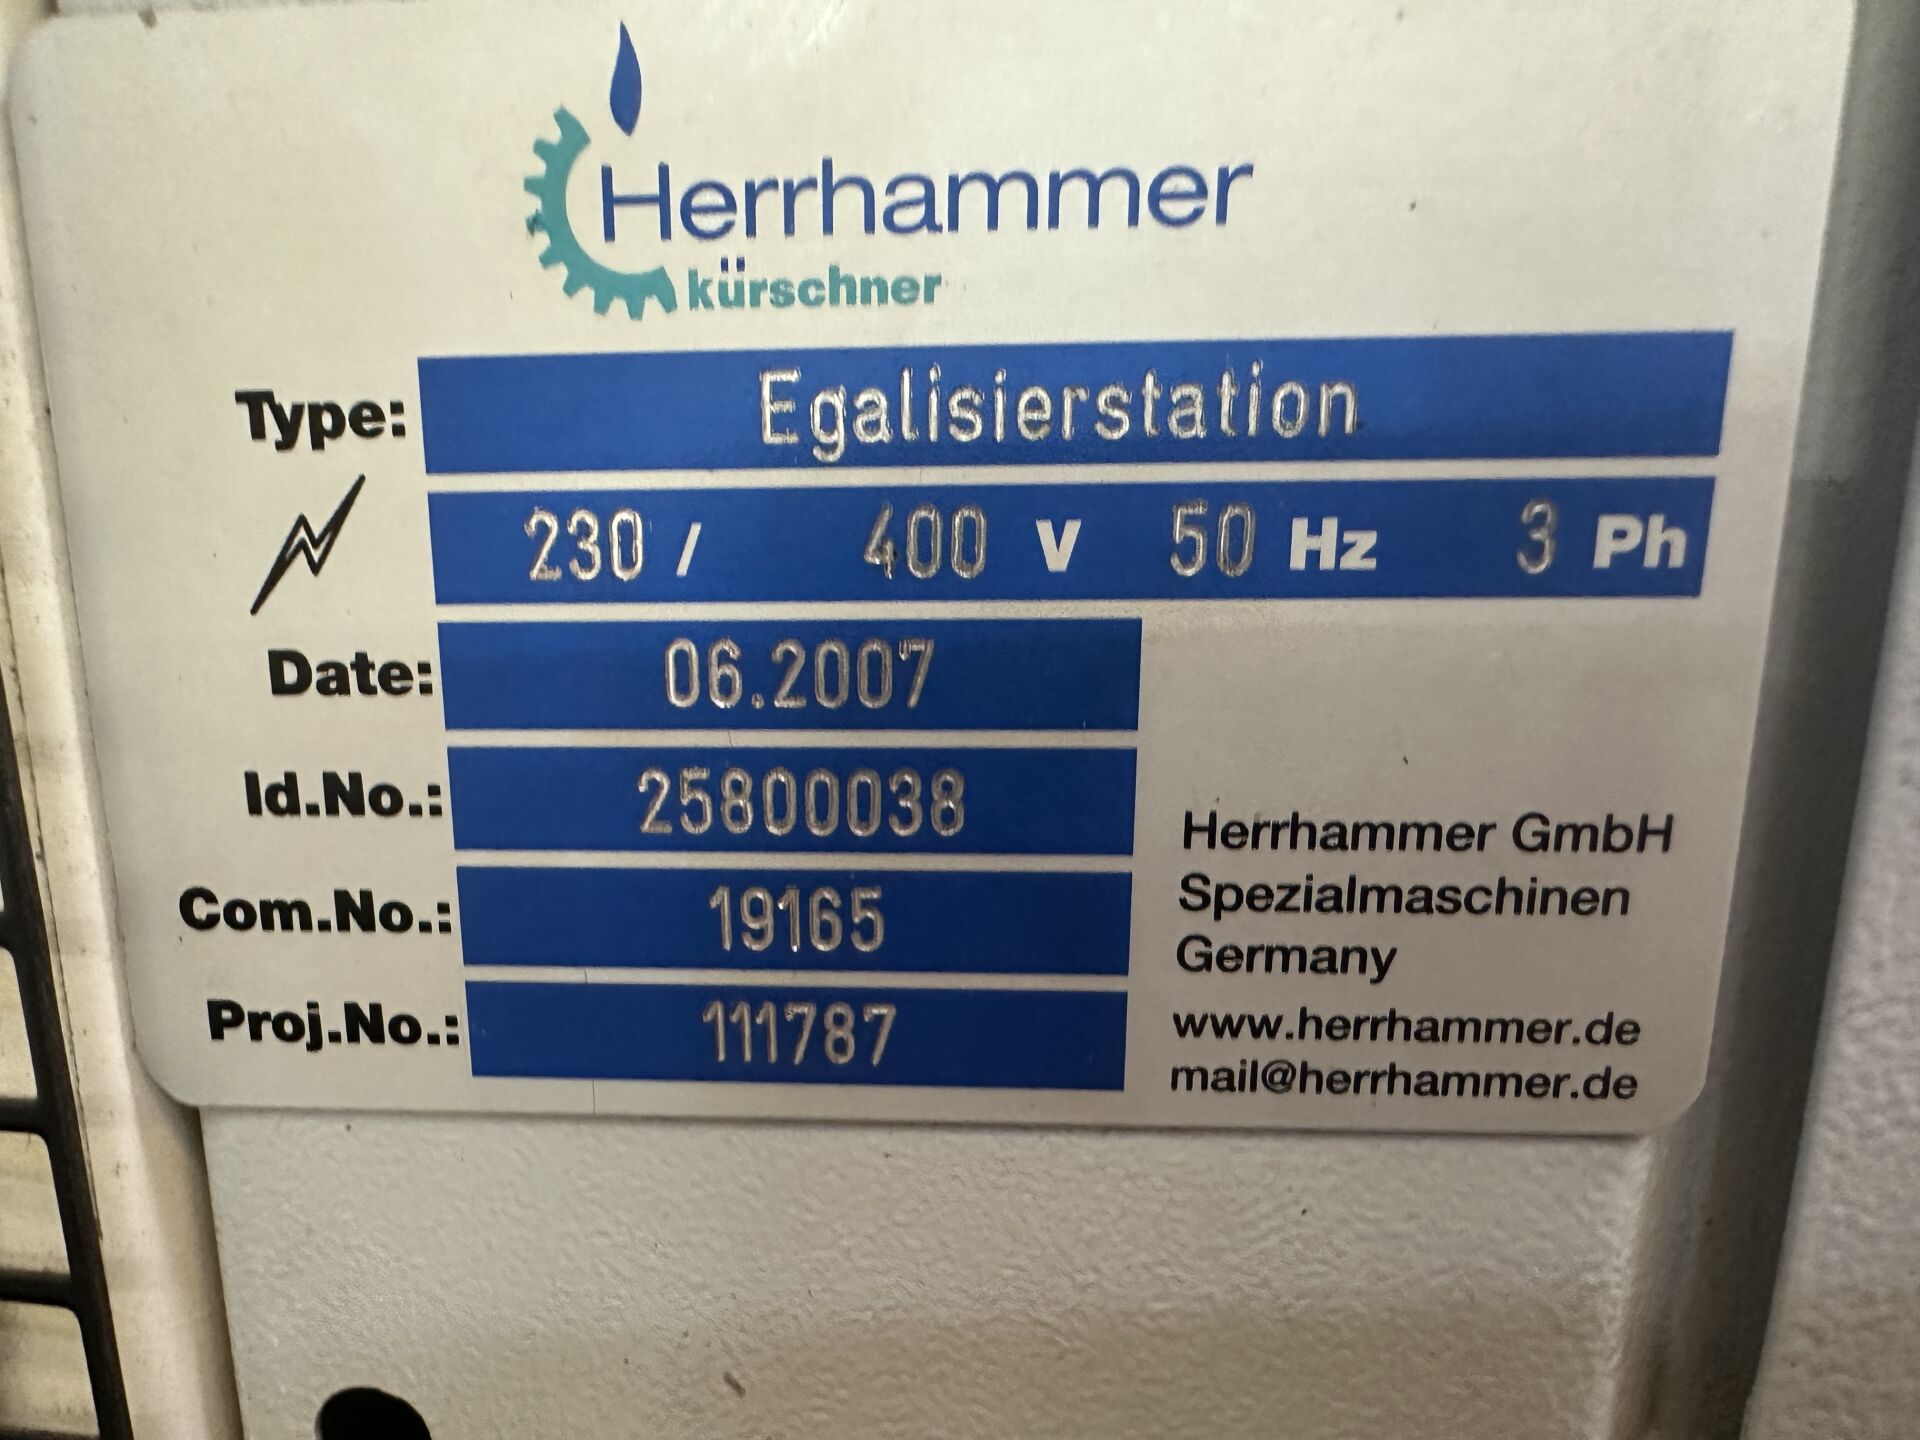 Herrhammer
kürschner
Type: Egalisierstation
230 / 400 V 50 Hz 3 Ph
Date: 06.2007
Id.No.: 25800038
Com.No.: 19165
Proj.No.: 111787
Herrhammer GmbH
Spezialmaschinen
Germany
www.herrhammer.de
mail@herrhammer.de